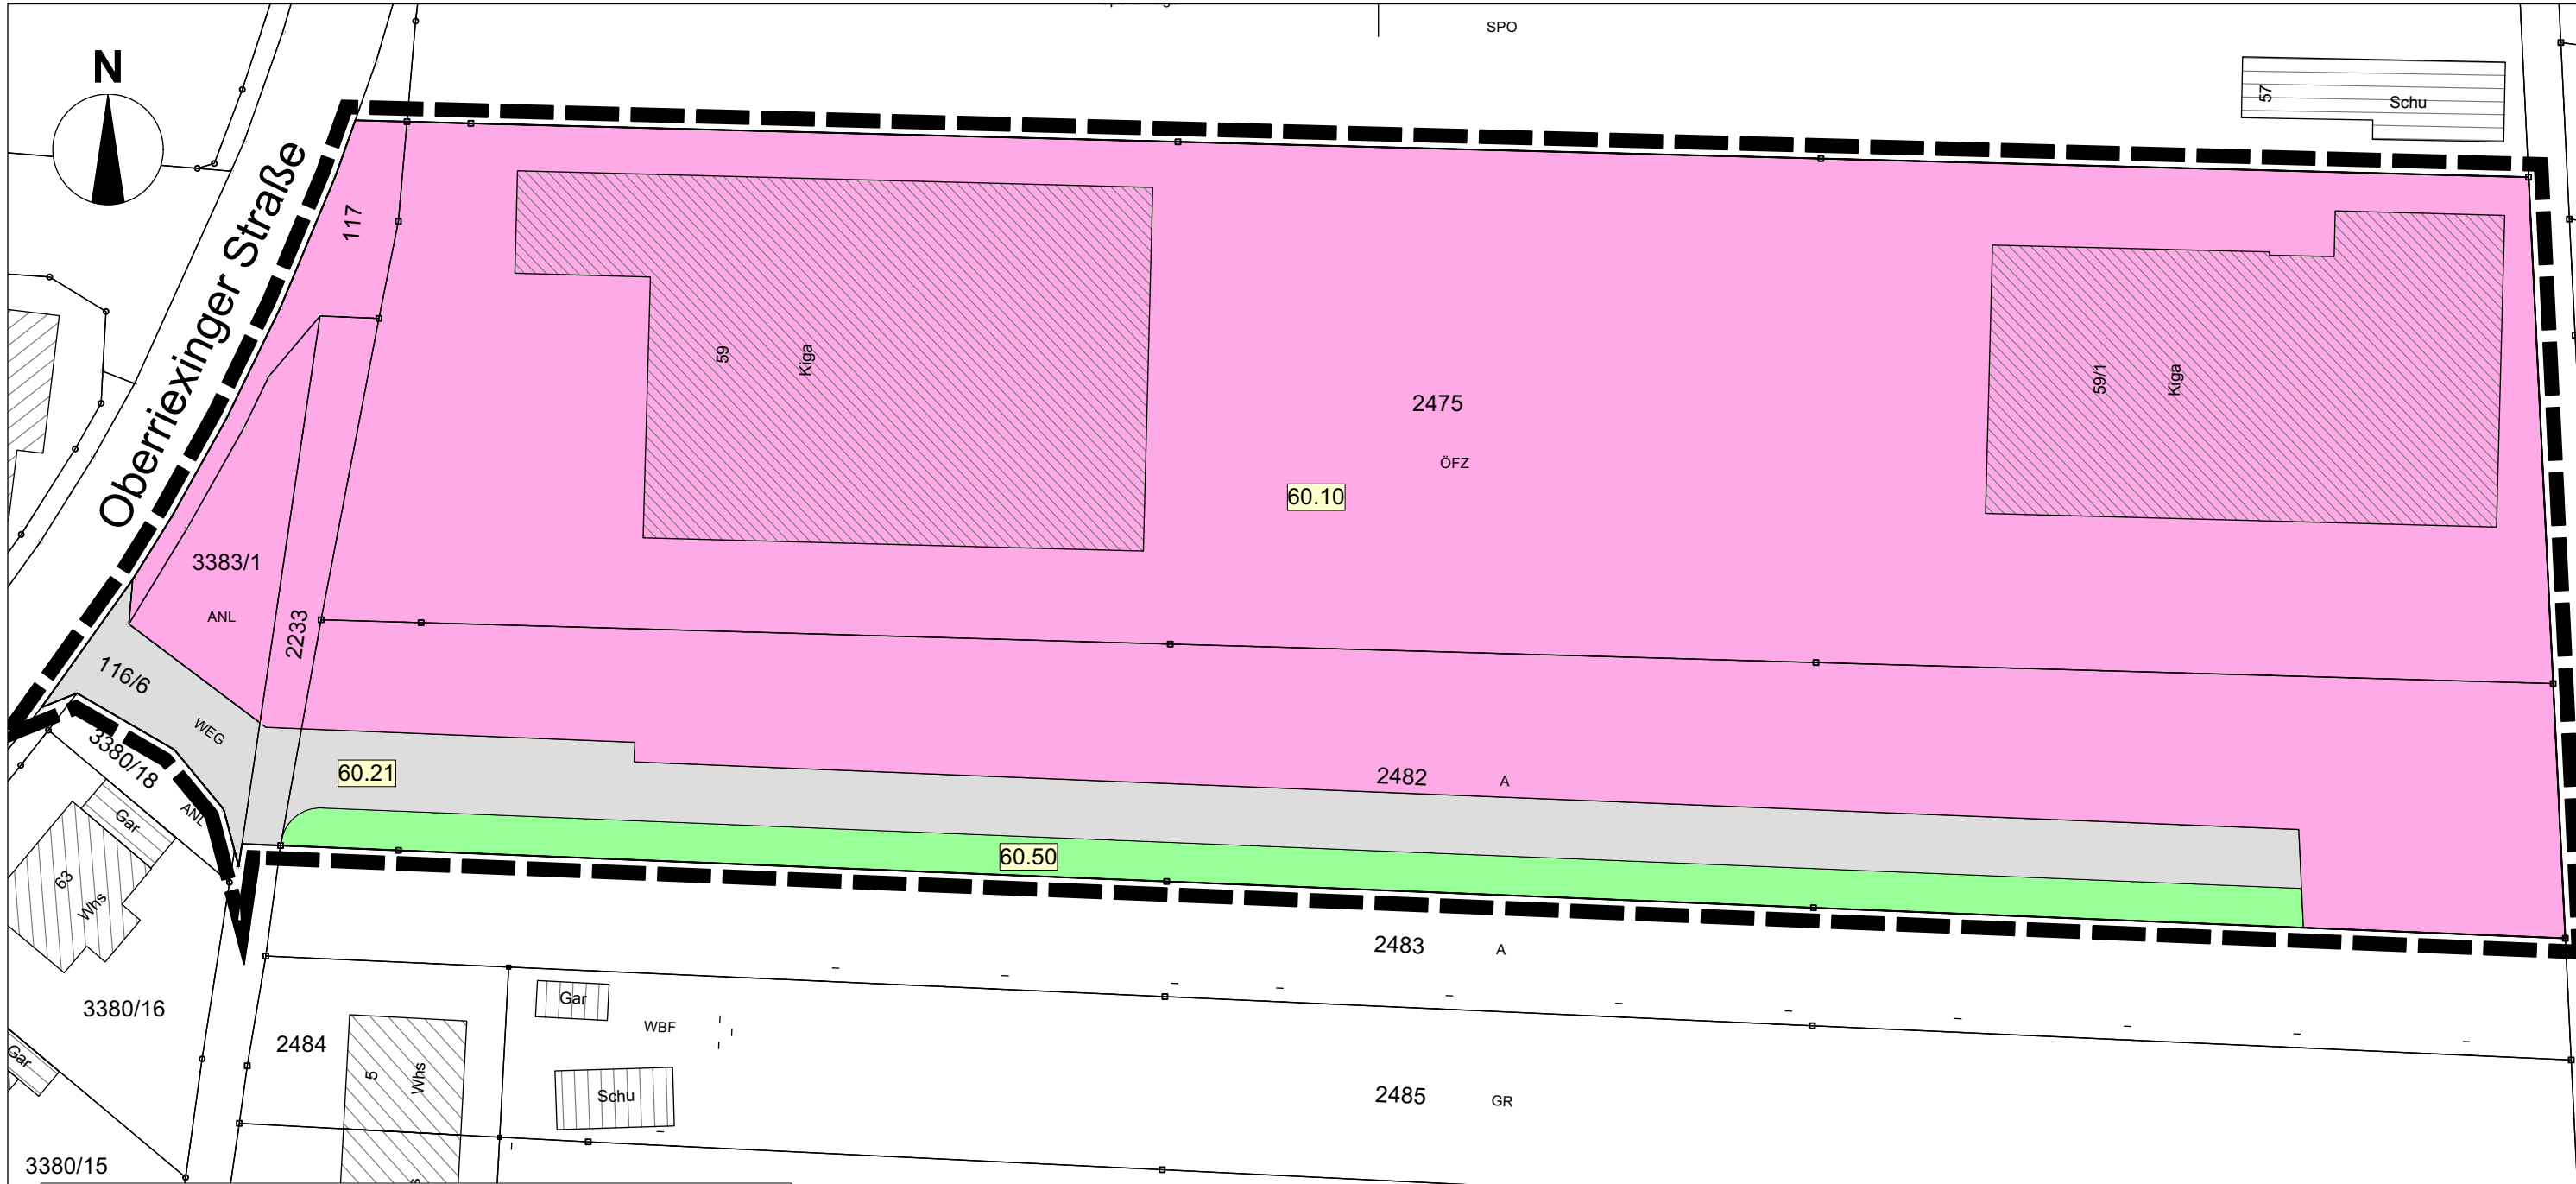 SPO
N
57
Schu
Oberriexinger Straße
117
59
Kiga
59/1
Kiga
2475
ÖFZ
60.10
3383/1
ANL
2233
116/6
WEG
3380/18
ANL
60.21
2482
A
Gar
60.50
63
Whs
2483
A
3380/16
Gar
WBF
2484
5
Whs
Gar
Schu
2485
GR
3380/15